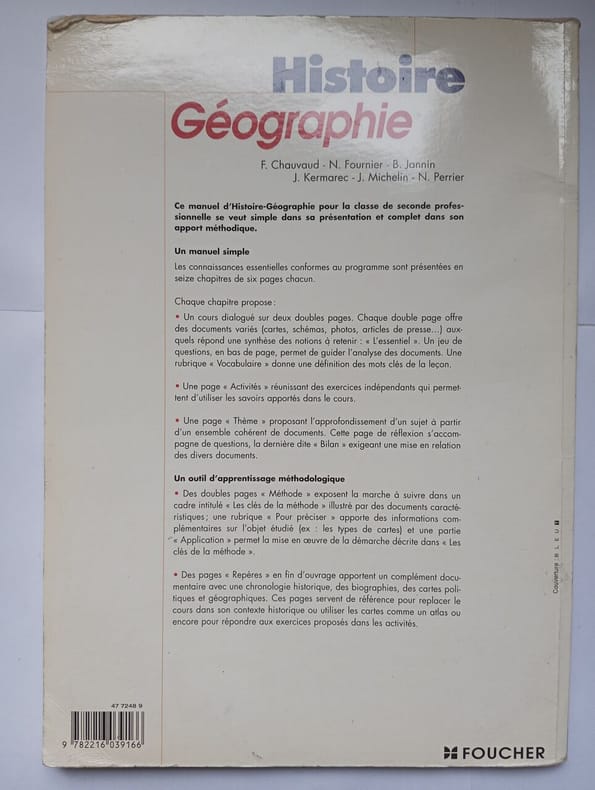 Histoire
Géographie
F. Chauvaud - N. Fournier - B. Jannin
J. Kermarec - J. Michelin - N. Perrier
Ce manuel d'Histoire-Géographie pour la classe de seconde profes-
sionnelle se veut simple dans sa présentation et complet dans son
apport méthodique.
Un manuel simple
Les connaissances essentielles conformes au programme sont présentées en
seize chapitres de six pages chacun.
Chaque chapitre propose :
• Un cours dialogué sur deux doubles pages. Chaque double page offre
des documents variés (cartes, schémas, photos, articles de presse...) aux-
quels répond une synthèse des notions à retenir : « L'essentiel ». Un jeu de
questions, en bas de page, permet de guider l'analyse des documents. Une
rubrique « Vocabulaire » donne une définition des mots clés de la leçon.
• Une page « Activités » réunissant des exercices indépendants qui permet-
tent d'utiliser les savoirs apportés dans le cours.
• Une page « Thème » proposant l'approfondissement d'un sujet à partir
d'un ensemble cohérent de documents. Cette page de réflexion s'accom-
pagne de questions, la dernière dite « Bilan » exigeant une mise en relation
des divers documents.
Un outil d'apprentissage méthodologique
• Des doubles pages « Méthode » exposent la marche à suivre dans un
cadre intitulé « Les clés de la méthode » illustré par des documents caracté-
ristiques ; une rubrique « Pour préciser » apporte des informations com-
plémentaires sur l'objet étudié (ex : les types de cartes) et une partie
« Application » permet la mise en œuvre de la démarche décrite dans « Les
clés de la méthode ».
• Des pages « Repères » en fin d'ouvrage apportent un complément docu-
mentaire avec une chronologie historique, des biographies, des cartes poli-
tiques et géographiques. Ces pages servent de référence pour replacer le
cours dans son contexte historique ou utiliser les cartes comme un atlas ou
encore pour répondre aux exercices proposés dans les activités.
Couverture : BLEU T
47 7248 9
9 782216 039166
FOUCHER